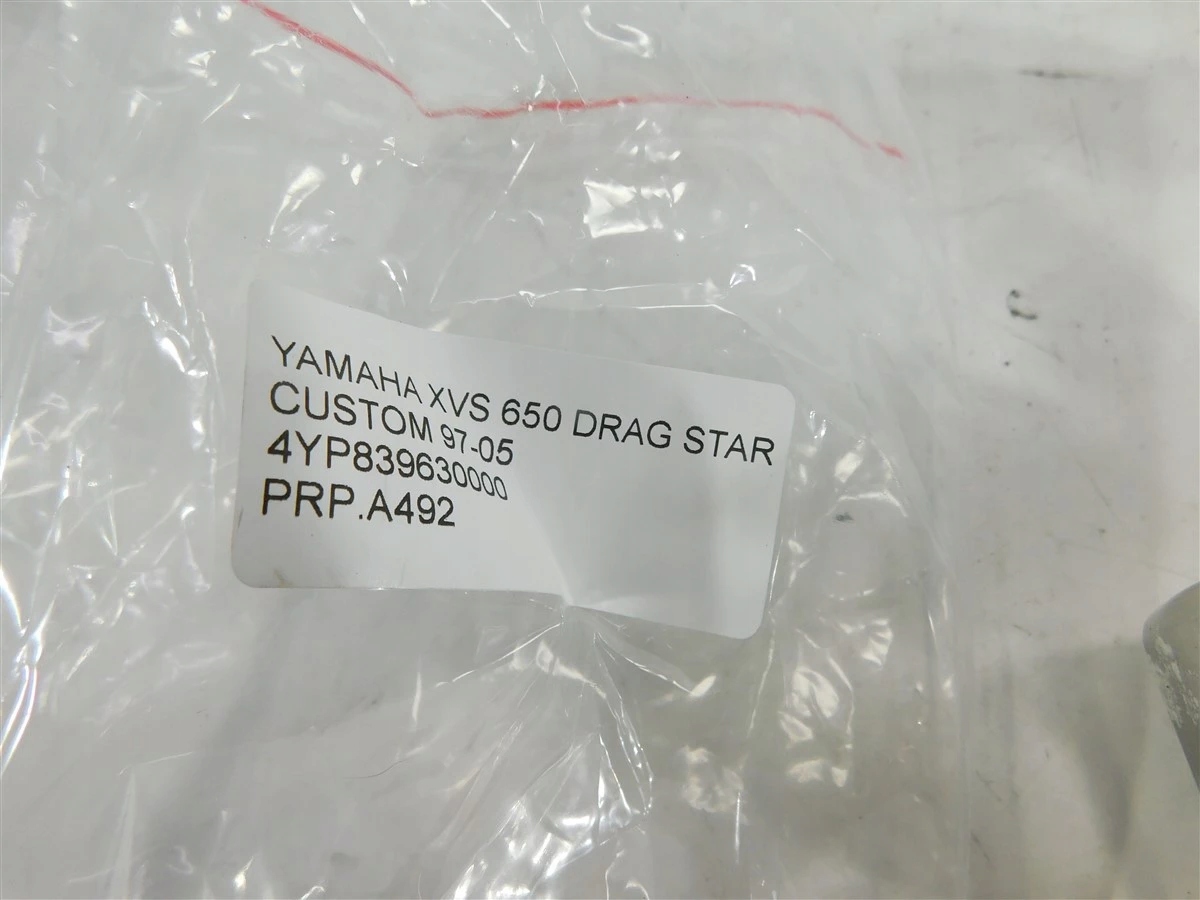 YAMAHA XVS 650 DRAG STAR
CUSTOM 97-05
4YP839630000
PRP.A492